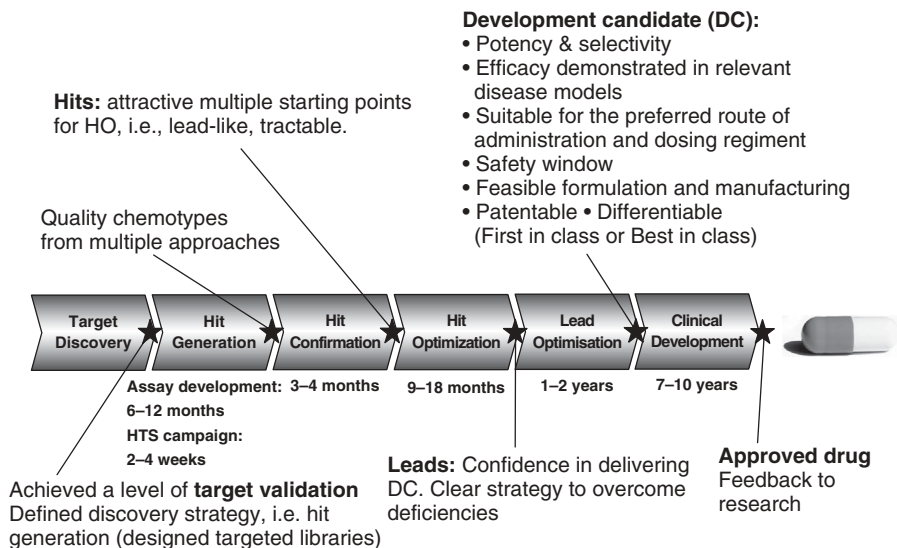 Development candidate (DC):
• Potency & selectivity
• Efficacy demonstrated in relevant
disease models
• Suitable for the preferred route of
administration and dosing regiment
• Safety window
• Feasible formulation and manufacturing
• Patentable • Differentiable
(First in class or Best in class)
Hits: attractive multiple starting points
for HO, i.e., lead-like, tractable.
Quality chemotypes
from multiple approaches
Target
Discovery
Hit
Generation
Hit
Confirmation
Hit
Optimization
Lead
Optimisation
Clinical
Development
Assay development:
6–12 months
HTS campaign:
2–4 weeks
3–4 months
9–18 months
1–2 years
7–10 years
Achieved a level of target validation
Defined discovery strategy, i.e. hit
generation (designed targeted libraries)
Leads: Confidence in delivering
DC. Clear strategy to overcome
deficiencies
Approved drug
Feedback to
research